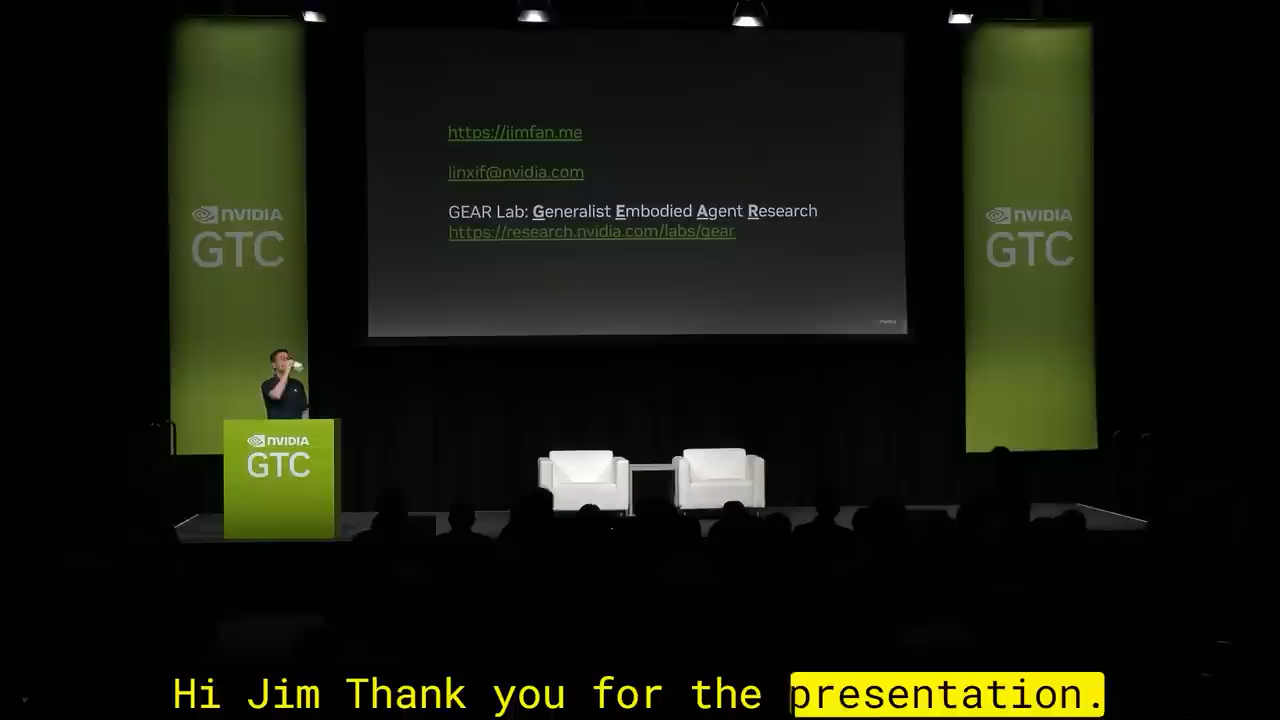 https://jimfan.me
linxif@nvidia.com
GEAR Lab: Generalist Embodied Agent Research
https://research.nvidia.com/labs/gear
NVIDIA
GTC
NVIDIA
GTC
NVIDIA
GTC
Hi Jim Thank you for the presentation.